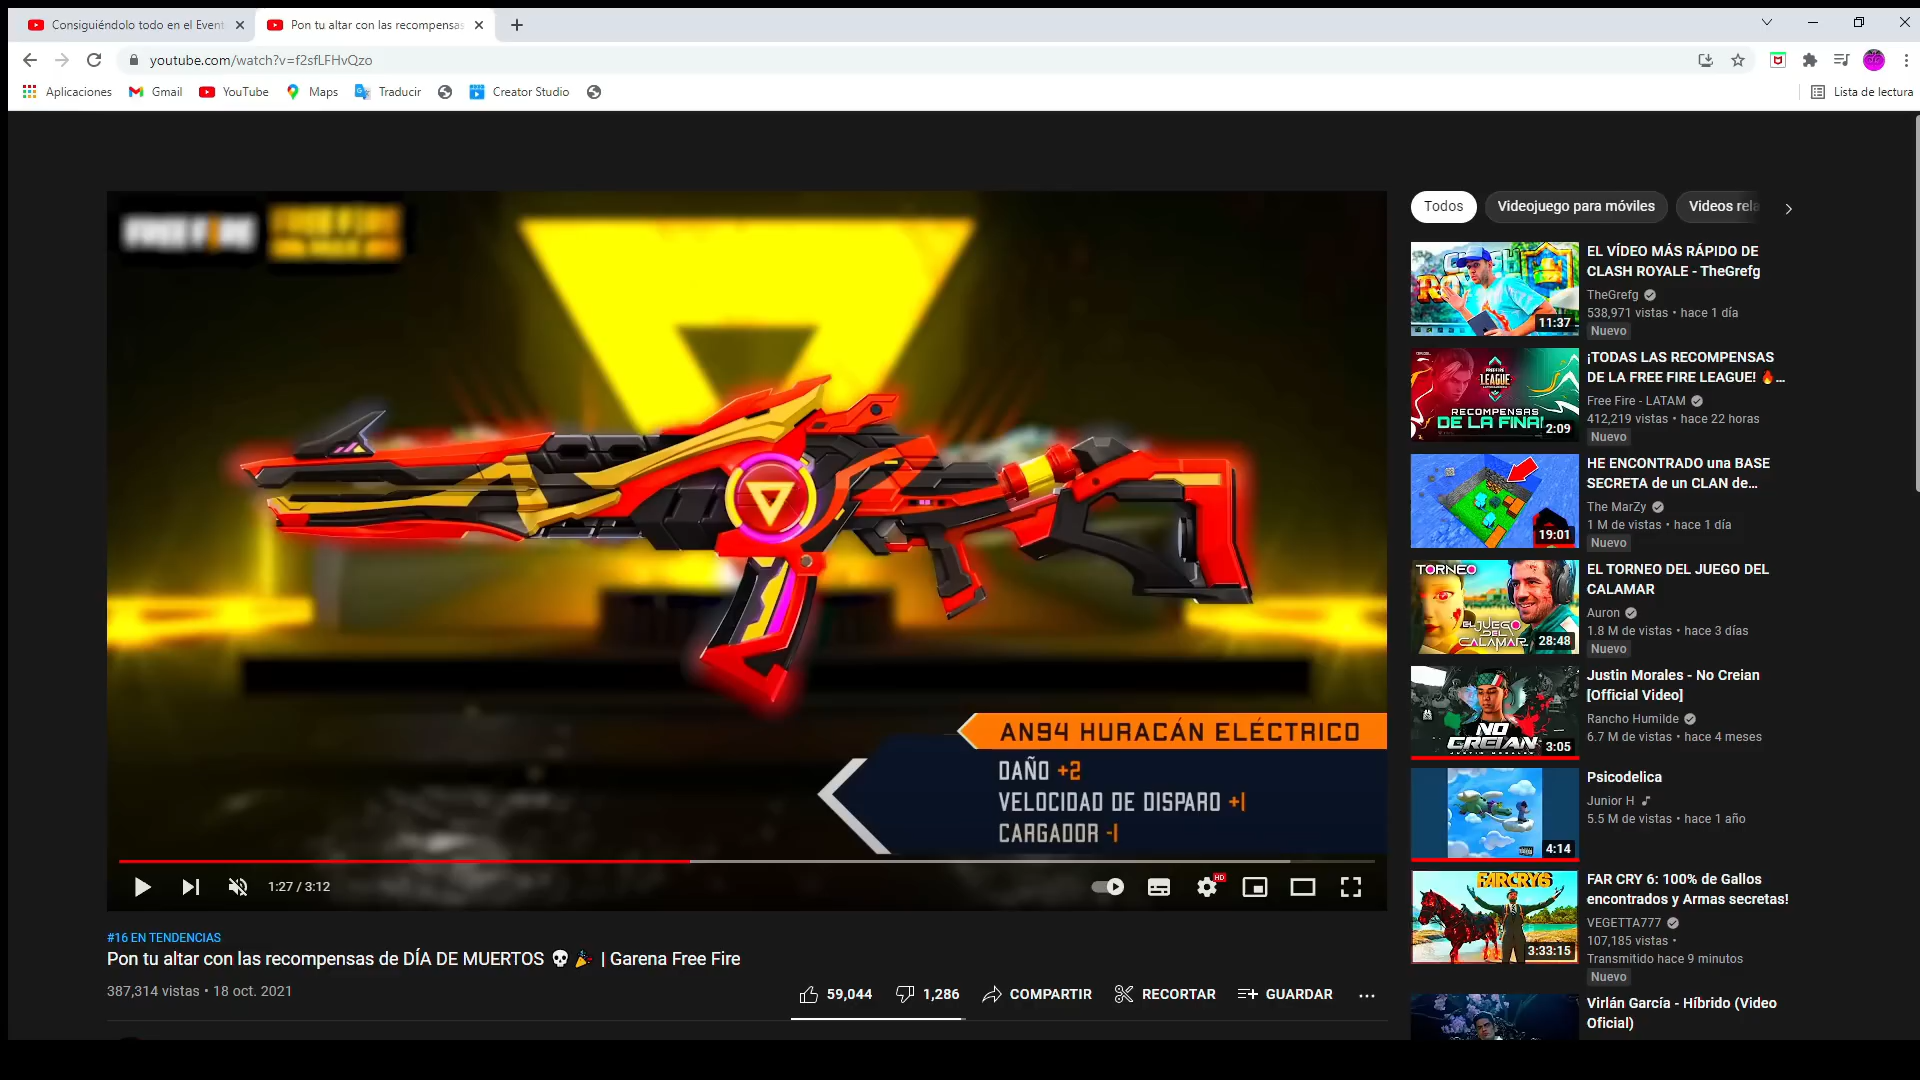 Consiguiéndolo todo en el Even
Pon tu altar con las recompensas
youtube.com/watch?v=f2sfLFHvQzo
Aplicaciones
Gmail
YouTube
Maps
Traducir
Creator Studio
Lista de lectura
FREE FIRE
FREE FIRE
AN94 HURACÁN ELÉCTRICO
DAÑO +2
VELOCIDAD DE DISPARO +1
CARGADOR -1
1:27 / 3:12
HD
#16 EN TENDENCIAS
Pon tu altar con las recompensas de DÍA DE MUERTOS 💀 🎉 | Garena Free Fire
387,314 vistas • 18 oct. 2021
59,044
1,286
COMPARTIR
RECORTAR
GUARDAR
Todos
Videojuego para móviles
Videos rela
11:37
EL VÍDEO MÁS RÁPIDO DE
CLASH ROYALE - TheGrefg
TheGrefg
538,971 vistas • hace 1 día
Nuevo
LEAGUE
RECOMPENSAS
DE LA FINAL
2:09
¡TODAS LAS RECOMPENSAS
DE LA FREE FIRE LEAGUE! 🔥...
Free Fire - LATAM
412,219 vistas • hace 22 horas
Nuevo
19:01
HE ENCONTRADO una BASE
SECRETA de un CLAN de...
The MarZy
1 M de vistas • hace 1 día
Nuevo
TORNEO
EL JUEGO
DEL
CALAMAR
28:48
EL TORNEO DEL JUEGO DEL
CALAMAR
Auron
1.8 M de vistas • hace 3 días
Nuevo
NO
CREIAN
3:05
Justin Morales - No Creian
[Official Video]
Rancho Humilde
6.7 M de vistas • hace 4 meses
4:14
Psicodelica
Junior H
5.5 M de vistas • hace 1 año
FARCRY6
3:33:15
FAR CRY 6: 100% de Gallos
encontrados y Armas secretas!
VEGETTA777
107,185 vistas •
Transmitido hace 9 minutos
Nuevo
Virlán García - Híbrido (Video
Oficial)